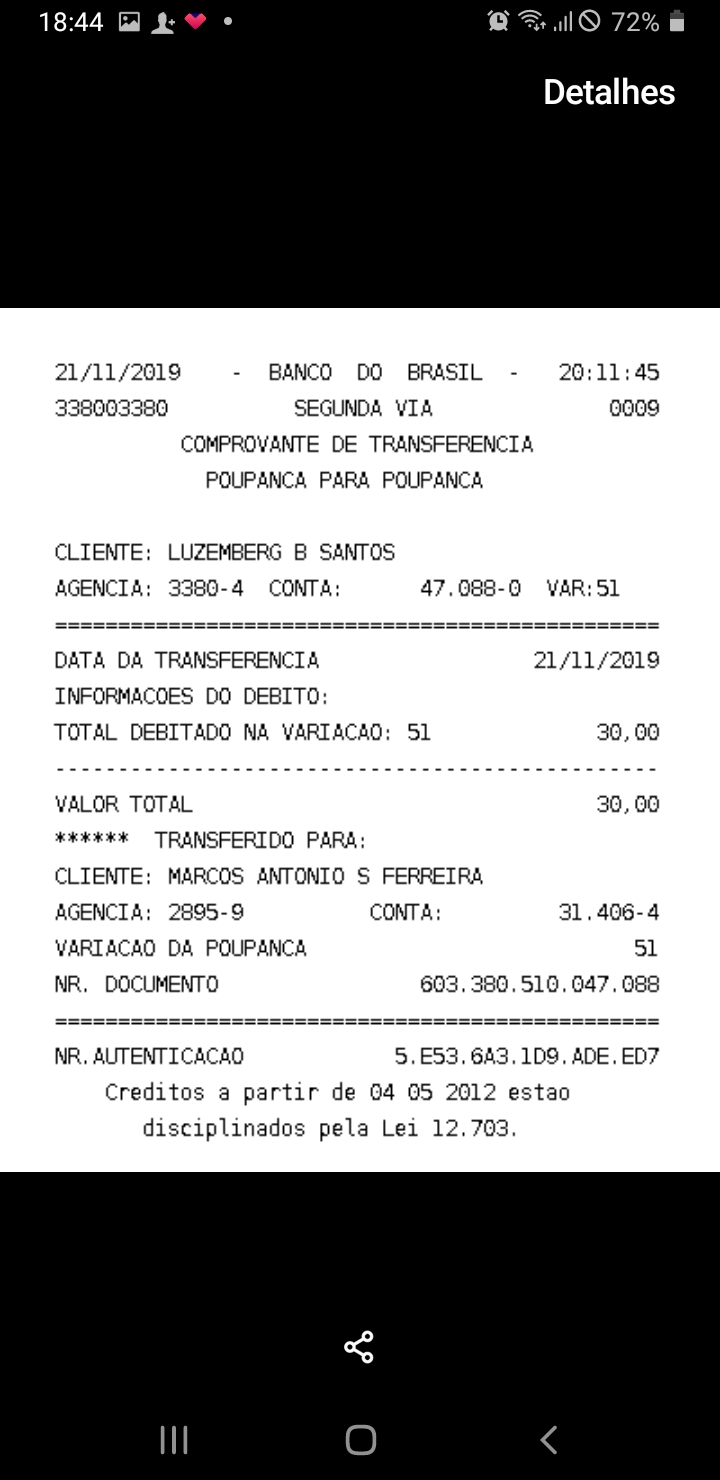 18:44 72%
Detalhes
21/11/2019 - BANCO DO BRASIL - 20:11:45
338003380 SEGUNDA VIA 0009
COMPROVANTE DE TRANSFERENCIA
POUPANCA PARA POUPANCA
CLIENTE: LUZEMBERG B SANTOS
AGENCIA: 3380-4 CONTA: 47.088-0 VAR:51
================================================
DATA DA TRANSFERENCIA 21/11/2019
INFORMACOES DO DEBITO:
TOTAL DEBITADO NA VARIACAO: 51 30,00
------------------------------------------------
VALOR TOTAL 30,00
****** TRANSFERIDO PARA:
CLIENTE: MARCOS ANTONIO S FERREIRA
AGENCIA: 2895-9 CONTA: 31.406-4
VARIACAO DA POUPANCA 51
NR. DOCUMENTO 603.380.510.047.088
================================================
NR.AUTENTICACAO 5.E53.6A3.1D9.ADE.ED7
Creditos a partir de 04 05 2012 estao
disciplinados pela Lei 12.703.